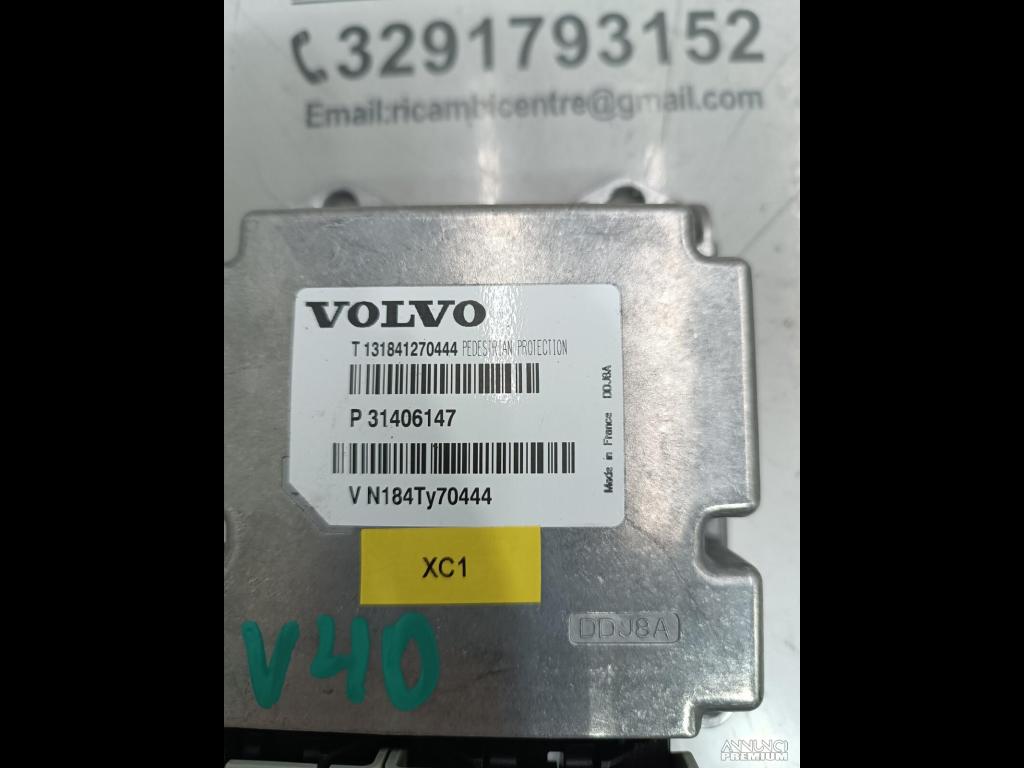 3291793152
Email:ricambicentre@gmail.com
VOLVO
T 131841270444 PEDESTRIAN PROTECTION
P 31406147
V N184Ty70444
Made in France DDJ8A
XC1
DDJ8A
V40
ANNUNCI
PREMIUM